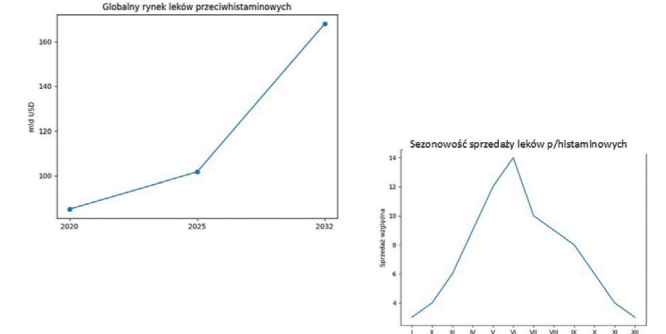 Globalny rynek leków przeciwhistaminowych
160
140
120
100
mld USD
2020 2025 2032
Sezonowość sprzedaży leków p/histaminowych
14
12
10
8
6
4
Sprzedaż względna
I II III IV V VI VII VIII IX X XI XII